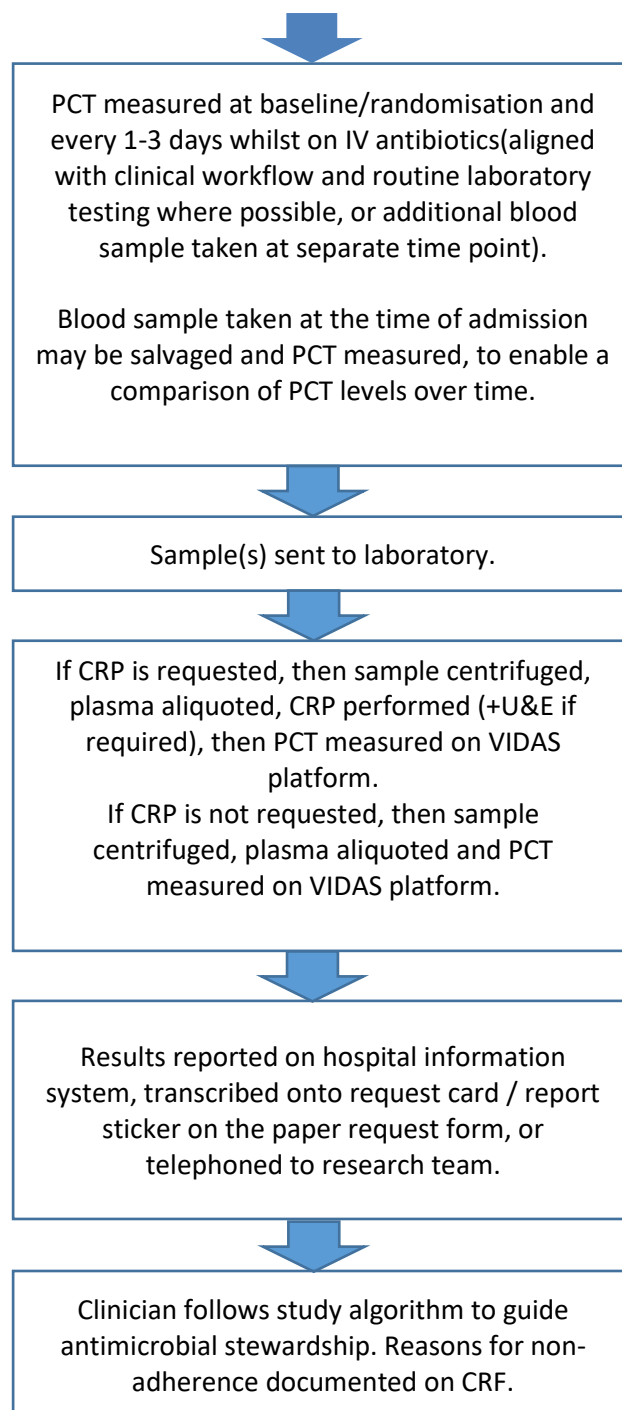 PCT measured at baseline/randomisation and
every 1-3 days whilst on IV antibiotics(aligned
with clinical workflow and routine laboratory
testing where possible, or additional blood
sample taken at separate time point).
Blood sample taken at the time of admission
may be salvaged and PCT measured, to enable a
comparison of PCT levels over time.
Sample(s) sent to laboratory.
If CRP is requested, then sample centrifuged,
plasma aliquoted, CRP performed (+U&E if
required), then PCT measured on VIDAS
platform.
If CRP is not requested, then sample
centrifuged, plasma aliquoted and PCT
measured on VIDAS platform.
Results reported on hospital information
system, transcribed onto request card / report
sticker on the paper request form, or
telephoned to research team.
Clinician follows study algorithm to guide
antimicrobial stewardship. Reasons for non-
adherence documented on CRF.